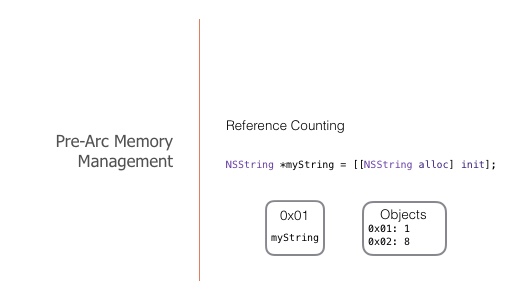 Pre-Arc Memory
Management
Reference Counting
NSString *myString = [[NSString alloc] init];
0x01
myString
Objects
0x01: 1
0x02: 8